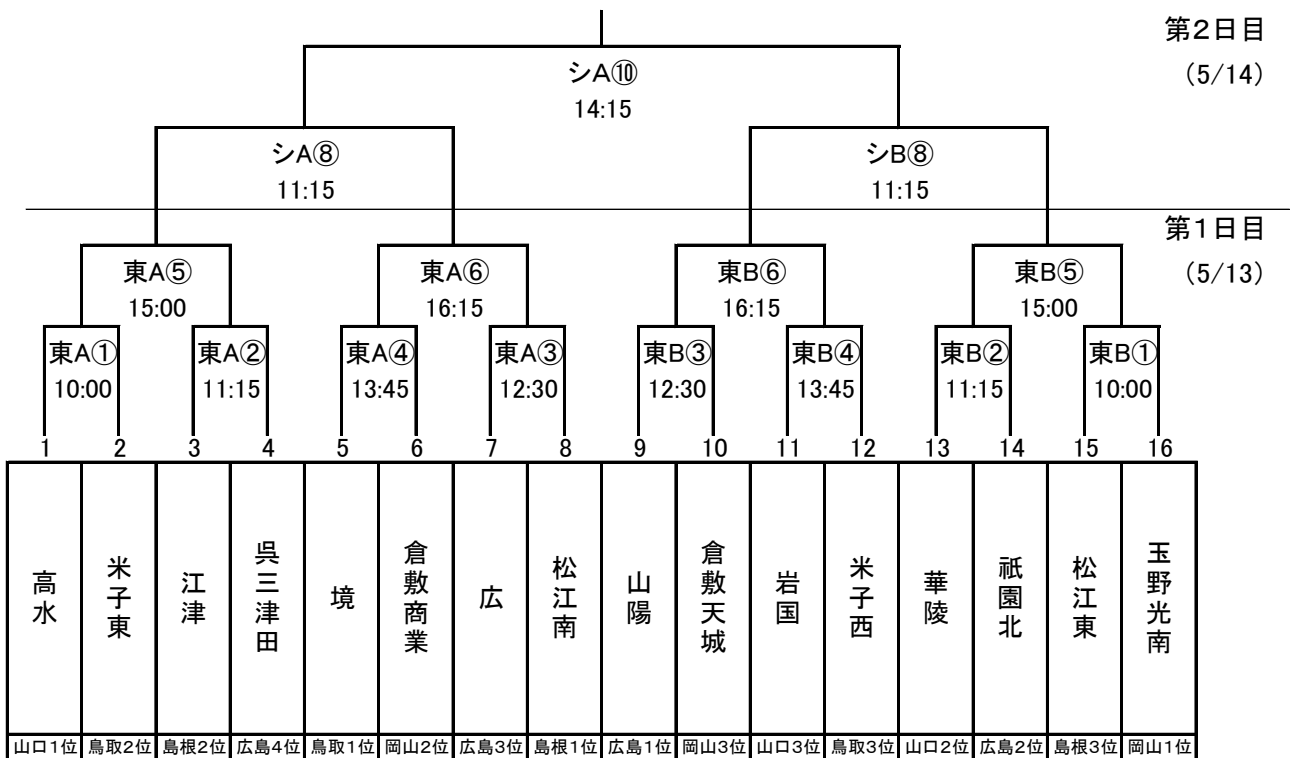 第2日目
シA⑩
(5/14)
14:15
シA⑧
シB⑧
11:15
11:15
第1日目
東A⑤
東A⑥
東B⑥
東B⑤
(5/13)
15:00
16:15
16:15
15:00
東A①
東A②
東A④
東A③
東B③
東B④
東B②
東B①
10:00
11:15
13:45
12:30
12:30
13:45
11:15
10:00
1
2
3
4
5
6
7
8
9
10
11
12
13
14
15
16
高水
米子東
江津
呉三津田
境
倉敷商業
広
松江南
山陽
倉敷天城
岩国
米子西
華陵
祇園北
松江東
玉野光南
山口1位
鳥取2位
島根2位
広島4位
鳥取1位
岡山2位
広島3位
島根1位
広島1位
岡山3位
山口3位
鳥取3位
山口2位
広島2位
島根3位
岡山1位